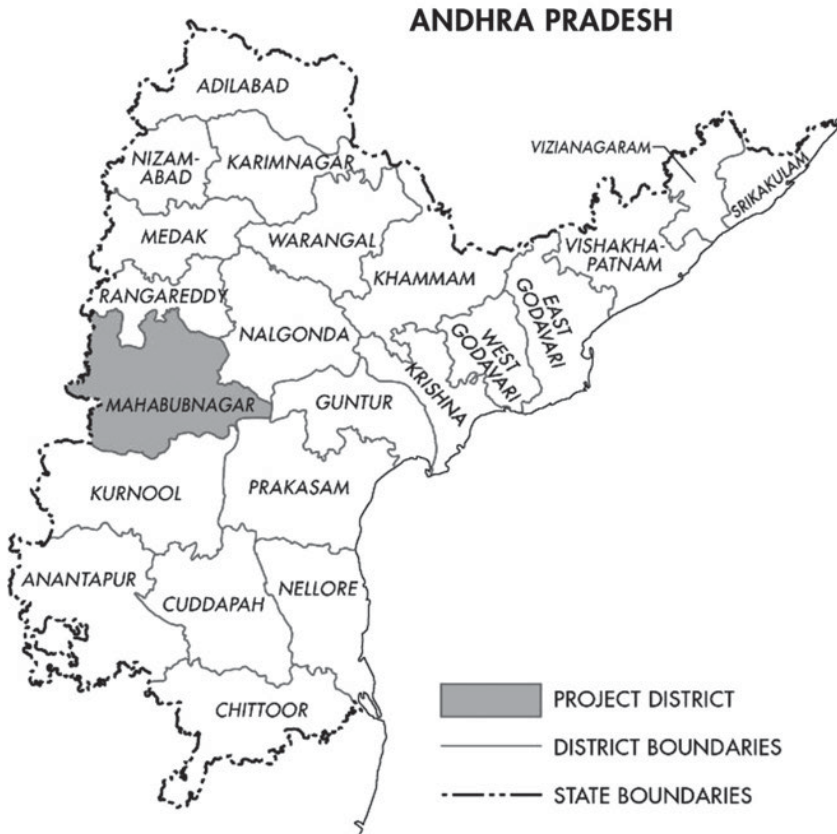 ANDHRA PRADESH
ADILABAD
VIZIANAGARAM
NIZAM-
ABAD
KARIMNAGAR
SRIKAKULAM
MEDAK
WARANGAL
VISHAKHA-
PATNAM
KHAMMAM
RANGAREDDY
EAST
GODAVARI
NALGONDA
WEST
GODAVARI
KRISHNA
MAHABUBNAGAR
GUNTUR
KURNOOL
PRAKASAM
ANANTAPUR
CUDDAPAH
NELLORE
CHITTOOR
PROJECT DISTRICT
DISTRICT BOUNDARIES
STATE BOUNDARIES